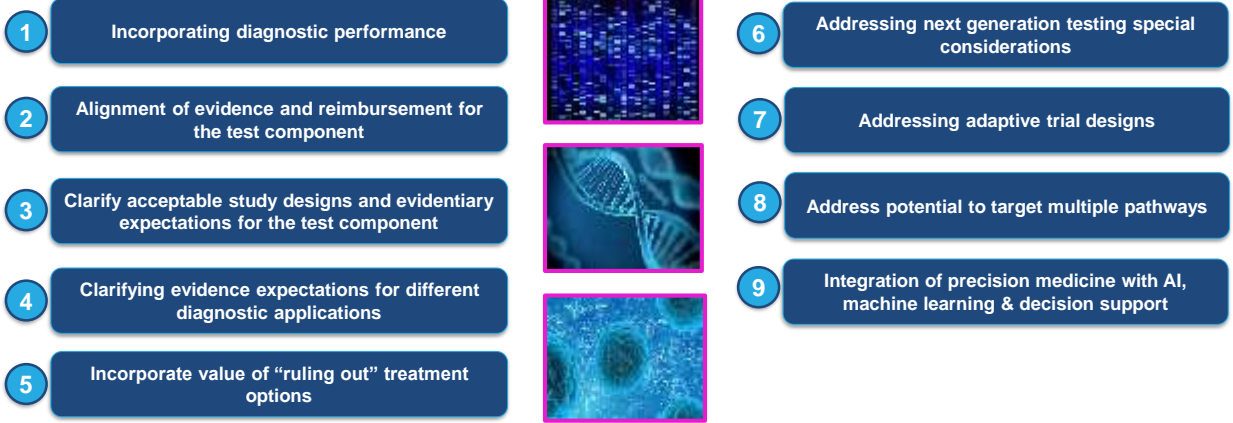 1
Incorporating diagnostic performance
2
Alignment of evidence and reimbursement for
the test component
3
Clarify acceptable study designs and evidentiary
expectations for the test component
4
Clarifying evidence expectations for different
diagnostic applications
5
Incorporate value of “ruling out” treatment
options
6
Addressing next generation testing special
considerations
7
Addressing adaptive trial designs
8
Address potential to target multiple pathways
9
Integration of precision medicine with AI,
machine learning & decision support